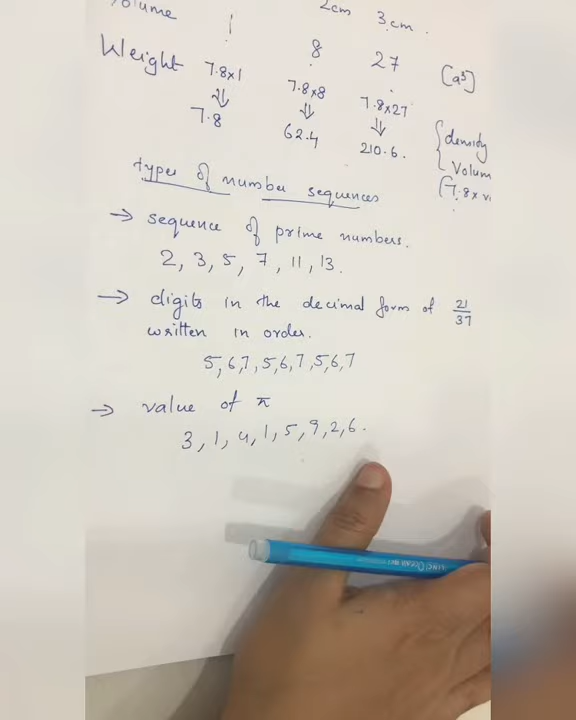 Volume 1 2cm 3cm.
Weight 8 27 [a³]
7.8x1 7.8x8 7.8x27
⇓ ⇓ ⇓
7.8 62.4 210.6. { density
Volum
(7.8x v
types of number sequences
→ sequence of prime numbers.
2, 3, 5, 7, 11, 13.
→ digits in the decimal form of 21/37
written in order.
5,6,7,5,6,7,5,6,7
→ value of π
3, 1, 4, 1, 5, 9, 2, 6.